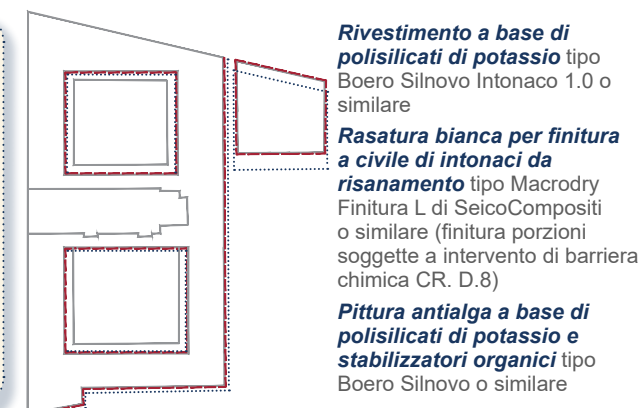 Rivestimento a base di
polisilicati di potassio tipo
Boero Silnovo Intonaco 1.0 o
similare
Rasatura bianca per finitura
a civile di intonaci da
risanamento tipo Macrodry
Finitura L di SeicoCompositi
o similare (finitura porzioni
soggette a intervento di barriera
chimica CR. D.8)
Pittura antialga a base di
polisilicati di potassio e
stabilizzatori organici tipo
Boero Silnovo o similare